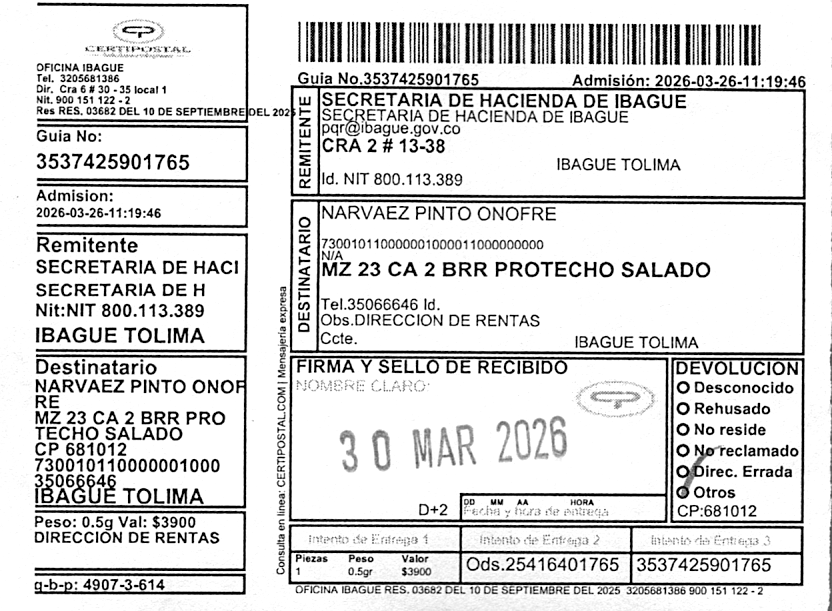 CERTIPOSTAL
OFICINA IBAGUE
Tel. 3205681386
Dir. Cra 6 # 30 - 35 local 1
Nit. 900 151 122 - 2
Res RES. 03682 DEL 10 DE SEPTIEMBRE DEL 2025
Guia No:
3537425901765
Admision:
2026-03-26-11:19:46
Remitente
SECRETARIA DE HACI
SECRETARIA DE H
Nit:NIT 800.113.389
IBAGUE TOLIMA
Destinatario
NARVAEZ PINTO ONOF
RE
MZ 23 CA 2 BRR PRO
TECHO SALADO
CP 681012
730010110000001000
35066646
IBAGUE TOLIMA
Peso: 0.5g Val: $3900
DIRECCIÓN DE RENTAS
g-b-p: 4907-3-614
Consulta en linea: CERTIPOSTAL.COM | Mensajeria expresa
Guia No.3537425901765 Admisión: 2026-03-26-11:19:46
REMITENTE
SECRETARIA DE HACIENDA DE IBAGUE
SECRETARIA DE HACIENDA DE IBAGUE
pqr@ibague.gov.co
CRA 2 # 13-38
IBAGUE TOLIMA
Id. NIT 800.113.389
DESTINATARIO
NARVAEZ PINTO ONOFRE
730010110000000100001100000000
N/A
MZ 23 CA 2 BRR PROTECHO SALADO
Tel.35066646 Id.
Obs.DIRECCION DE RENTAS
Ccte. IBAGUE TOLIMA
FIRMA Y SELLO DE RECIBIDO
NOMBRE CLARO:
30 MAR 2026
D+2
DD MM AA HORA
Fecha y hora de entrega
DEVOLUCION
Desconocido
Rehusado
No reside
No reclamado
Direc. Errada
Otros
CP:681012
Intento de Entrega 1 Intento de Entrega 2 Intento de Entrega 3
Piezas Peso Valor
1 0.5gr $3900
Ods.25416401765 3537425901765
OFICINA IBAGUE RES. 03682 DEL 10 DE SEPTIEMBRE DEL 2025 3205681386 900 151 122 - 2